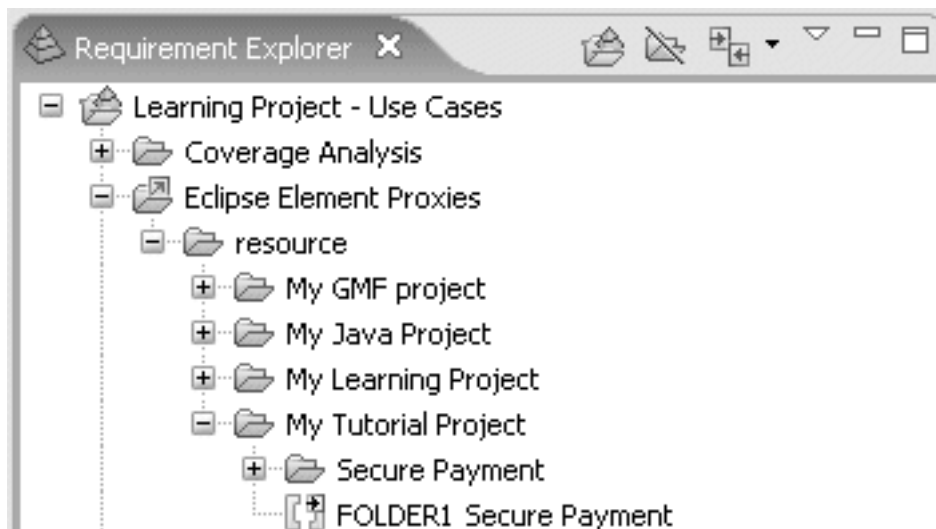 Requirement Explorer
Learning Project - Use Cases
Coverage Analysis
Eclipse Element Proxies
resource
My GMF project
My Java Project
My Learning Project
My Tutorial Project
Secure Payment
FOLDER1 Secure Payment